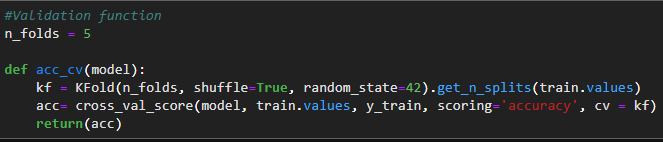 #Validation function
n_folds = 5
def acc_cv(model):
kf = KFold(n_folds, shuffle=True, random_state=42).get_n_splits(train.values)
acc= cross_val_score(model, train.values, y_train, scoring='accuracy', cv = kf)
return(acc)